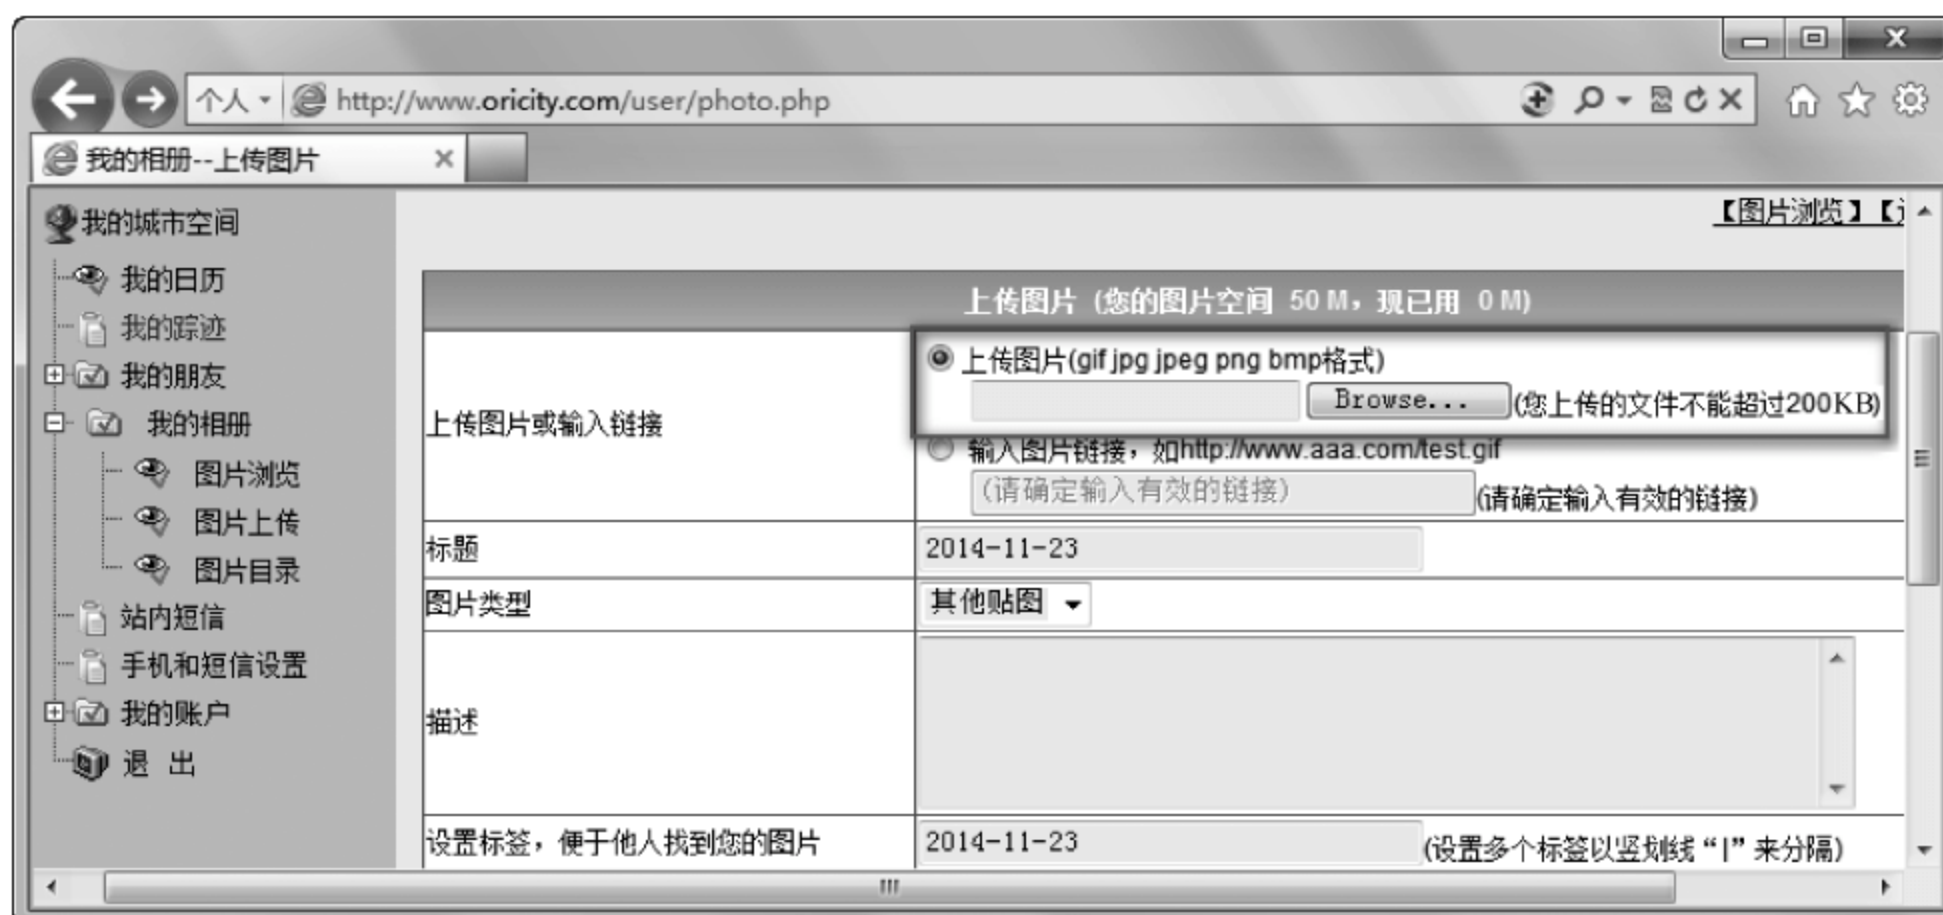 个人
http://www.oricity.com/user/photo.php
我的相册--上传图片
我的城市空间
我的日历
我的踪迹
我的朋友
我的相册
图片浏览
图片上传
图片目录
站内短信
手机和短信设置
我的账户
退 出
【图片浏览】【
上传图片 (您的图片空间 50 M，现已用 0 M)
上传图片或输入链接
上传图片(gif jpg jpeg png bmp格式)
Browse... (您上传的文件不能超过200KB)
输入图片链接，如http://www.aaa.com/test.gif
(请确定输入有效的链接) (请确定输入有效的链接)
标题 2014-11-23
图片类型 其他贴图
描述
设置标签，便于他人找到您的图片 2014-11-23 (设置多个标签以竖划线“|”来分隔)